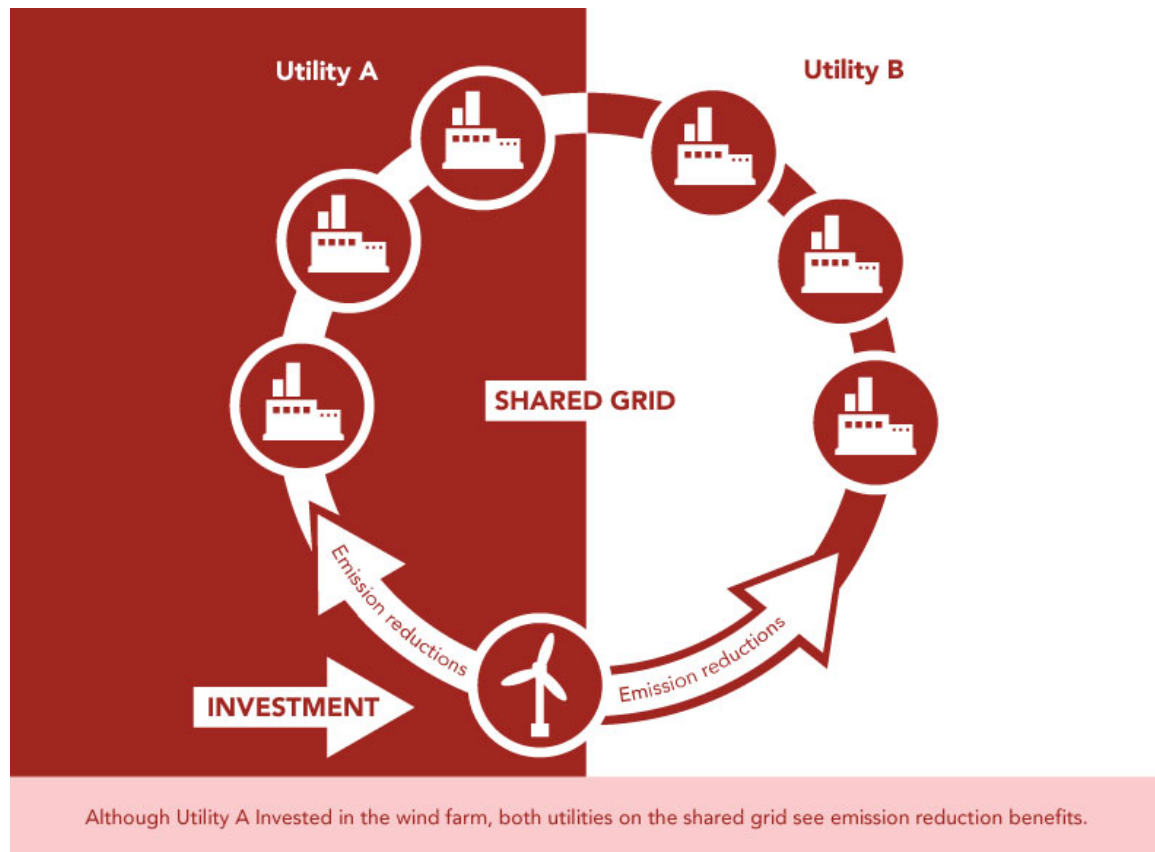 Utility A
Utility B
SHARED GRID
Emission reductions
Emission reductions
INVESTMENT
Although Utility A Invested in the wind farm, both utilities on the shared grid see emission reduction benefits.